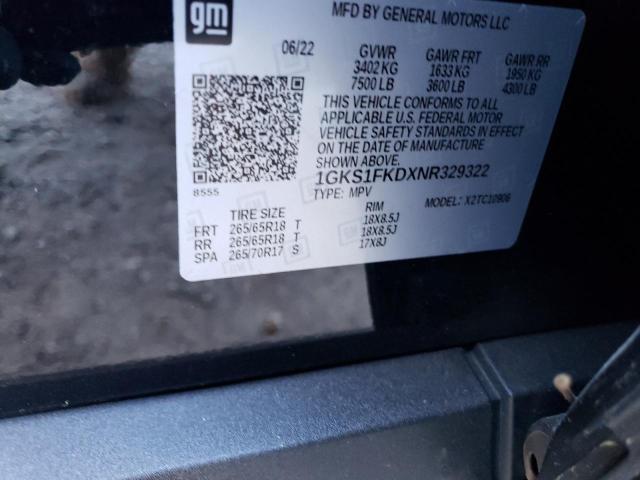 gm
MFD BY GENERAL MOTORS LLC
06/22 GVWR GAWR FRT GAWR RR
3402 KG 1633 KG 1950 KG
7500 LB 3600 LB 4300 LB
THIS VEHICLE CONFORMS TO ALL
APPLICABLE U.S. FEDERAL MOTOR
VEHICLE SAFETY STANDARDS IN EFFECT
ON THE DATE OF MANUFACTURE
SHOWN ABOVE.
1GKS1FKDXNR329322
8555 TYPE: MPV MODEL: X2TC10906
TIRE SIZE RIM
FRT 265/65R18 T 18X8.5J
RR 265/65R18 T 18X8.5J
SPA 265/70R17 S 17X8J